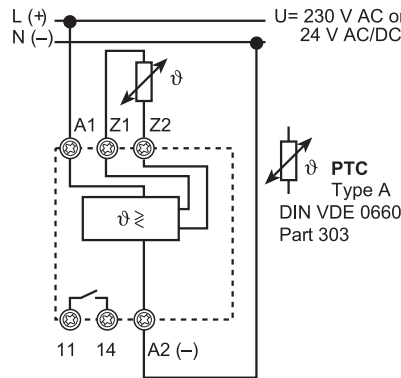 L (+)
N (–)
U= 230 V AC or
24 V AC/DC
ϑ
A1 Z1 Z2
ϑ ≷
ϑ PTC
Type A
DIN VDE 0660
Part 303
11 14 A2 (–)